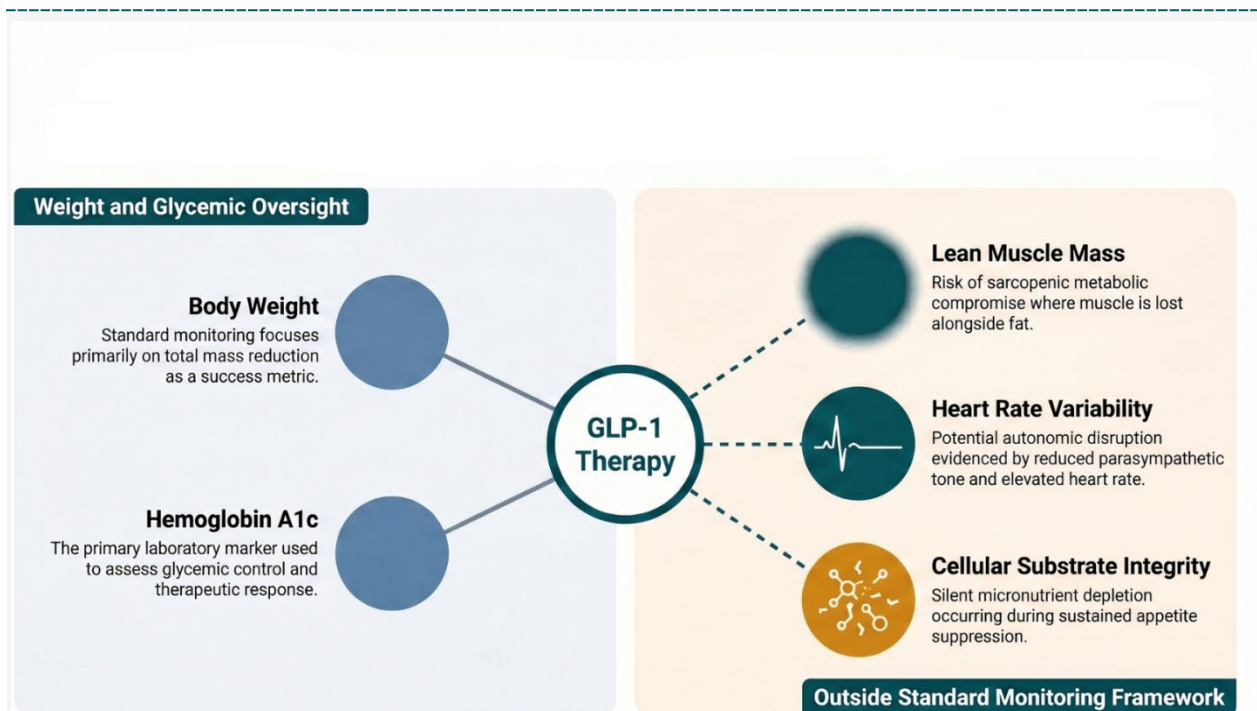 Weight and Glycemic Oversight
Body Weight
Standard monitoring focuses
primarily on total mass reduction
as a success metric.
Hemoglobin A1c
The primary laboratory marker used
to assess glycemic control and
therapeutic response.
GLP-1
Therapy
Lean Muscle Mass
Risk of sarcopenic metabolic
compromise where muscle is lost
alongside fat.
Heart Rate Variability
Potential autonomic disruption
evidenced by reduced parasympathetic
tone and elevated heart rate.
Cellular Substrate Integrity
Silent micronutrient depletion
occurring during sustained appetite
suppression.
Outside Standard Monitoring Framework